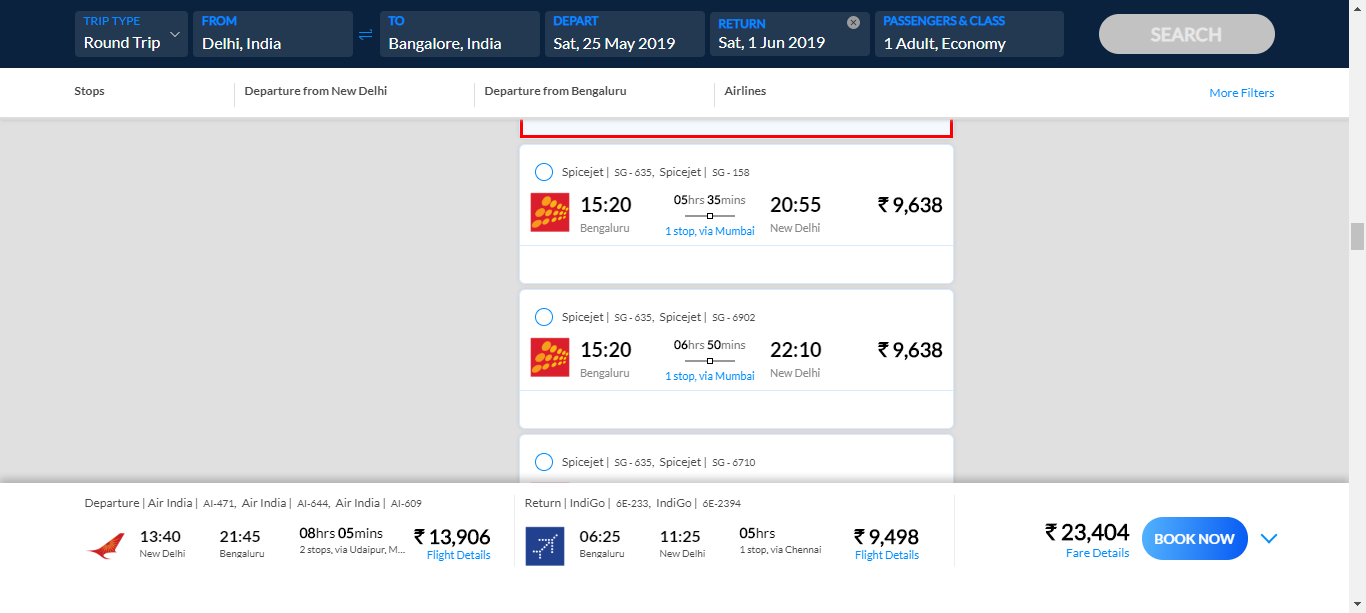 TRIP TYPE
Round Trip
FROM
Delhi, India
TO
Bangalore, India
DEPART
Sat, 25 May 2019
RETURN
Sat, 1 Jun 2019
PASSENGERS & CLASS
1 Adult, Economy
SEARCH
Stops
Departure from New Delhi
Departure from Bengaluru
Airlines
More Filters
Spicejet | SG - 635, Spicejet | SG - 158
15:20
Bengaluru
05hrs 35mins
1 stop, via Mumbai
20:55
New Delhi
₹ 9,638
Spicejet | SG - 635, Spicejet | SG - 6902
15:20
Bengaluru
06hrs 50mins
1 stop, via Mumbai
22:10
New Delhi
₹ 9,638
Spicejet | SG - 635, Spicejet | SG - 6710
Departure | Air India | AI-471, Air India | AI-644, Air India | AI-609
13:40
New Delhi
21:45
Bengaluru
08hrs 05mins
2 stops, via Udaipur, M...
₹ 13,906
Flight Details
Return | IndiGo | 6E-233, IndiGo | 6E-2394
06:25
Bengaluru
11:25
New Delhi
05hrs
1 stop, via Chennai
₹ 9,498
Flight Details
₹ 23,404
Fare Details
BOOK NOW